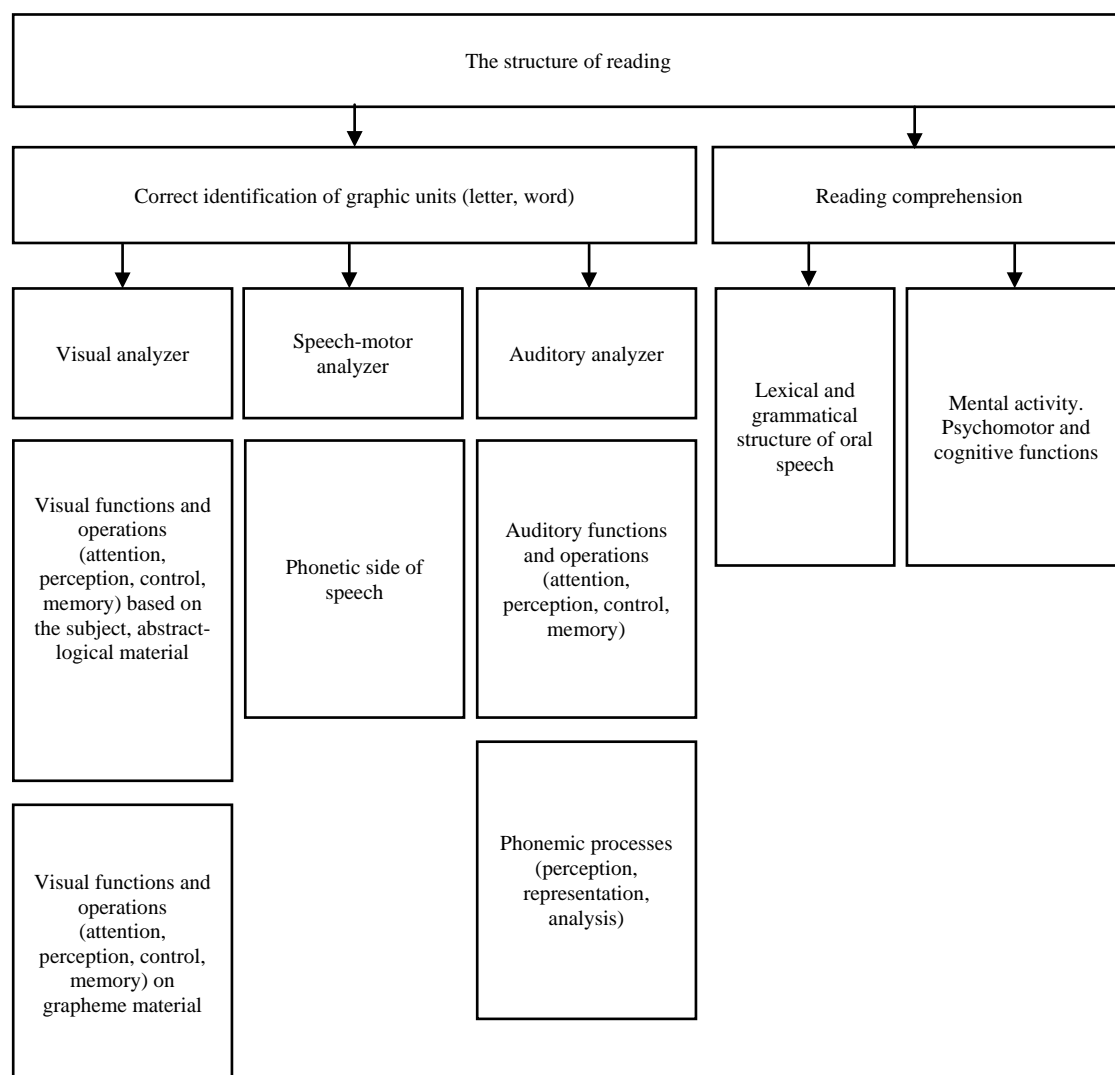 The structure of reading
Correct identification of graphic units (letter, word)
Reading comprehension
Visual analyzer
Speech-motor
analyzer
Auditory analyzer
Lexical and
grammatical
structure of oral
speech
Mental activity.
Psychomotor and
cognitive functions
Visual functions and
operations
(attention,
perception, control,
memory) based on
the subject, abstract-
logical material
Phonetic side of
speech
Auditory functions
and operations
(attention,
perception, control,
memory)
Phonemic processes
(perception,
representation,
analysis)
Visual functions and
operations
(attention,
perception, control,
memory) on
grapheme material